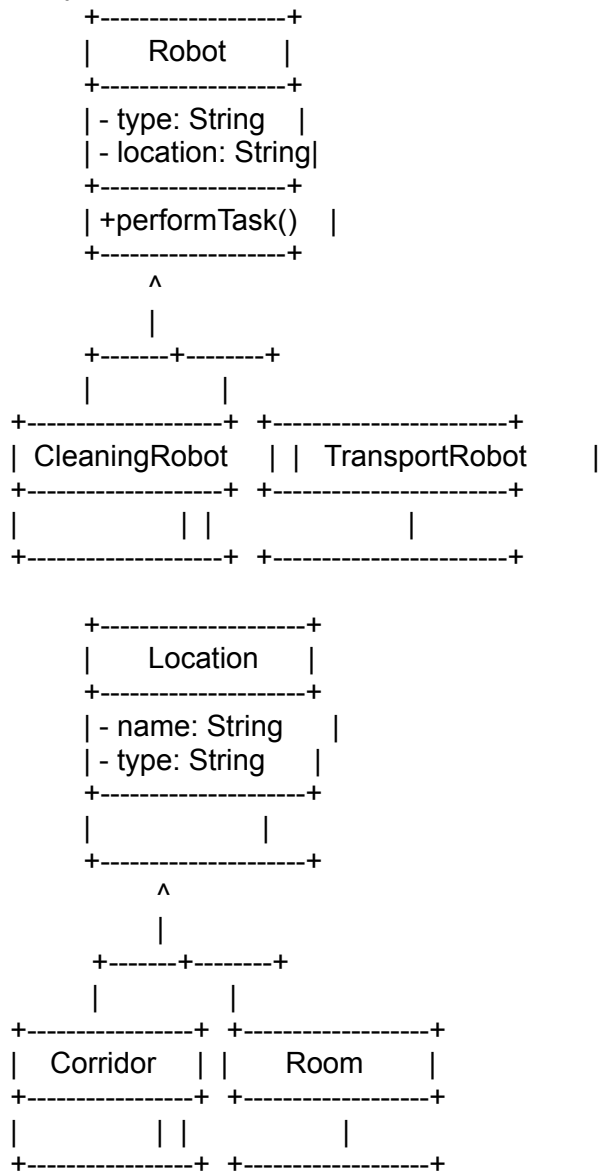 +-------------------+
| Robot |
+-------------------+
| - type: String |
| - location: String|
+-------------------+
| +performTask() |
+-------------------+
^
|
+-------+--------+
| |
+--------------------+ +------------------------+
| CleaningRobot | | TransportRobot |
+--------------------+ +------------------------+
| | | |
+--------------------+ +------------------------+
+---------------------+
| Location |
+---------------------+
| - name: String |
| - type: String |
+---------------------+
| |
+---------------------+
^
|
+-------+--------+
| |
+-----------------+ +-------------------+
| Corridor | | Room |
+-----------------+ +-------------------+
| | | |
+-----------------+ +-------------------+